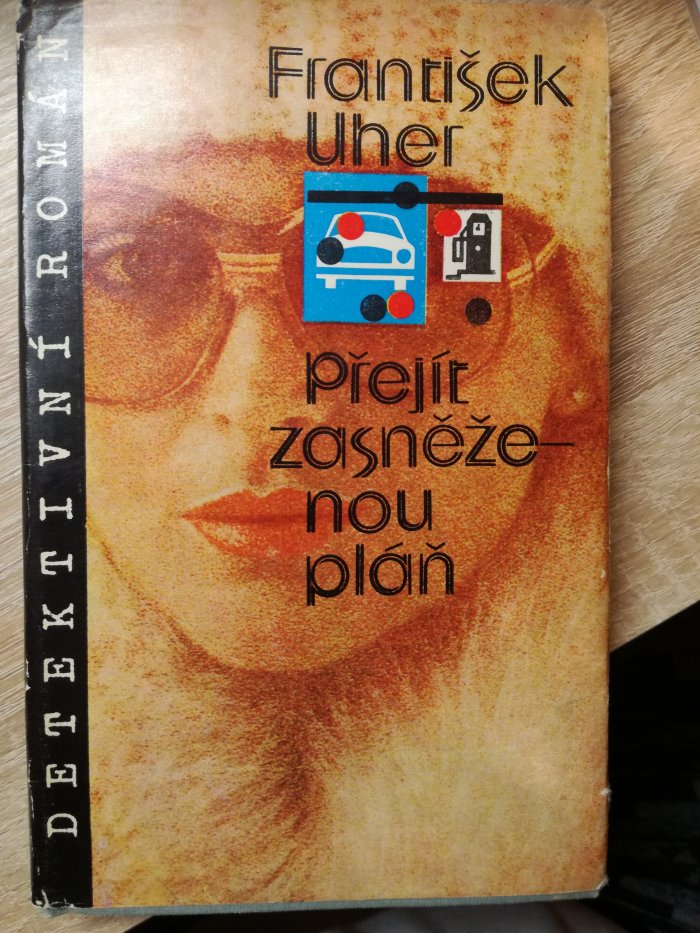 František
Uher
Přejít
zasněže-
nou
pláň
DETEKTIVNÍ ROMÁN